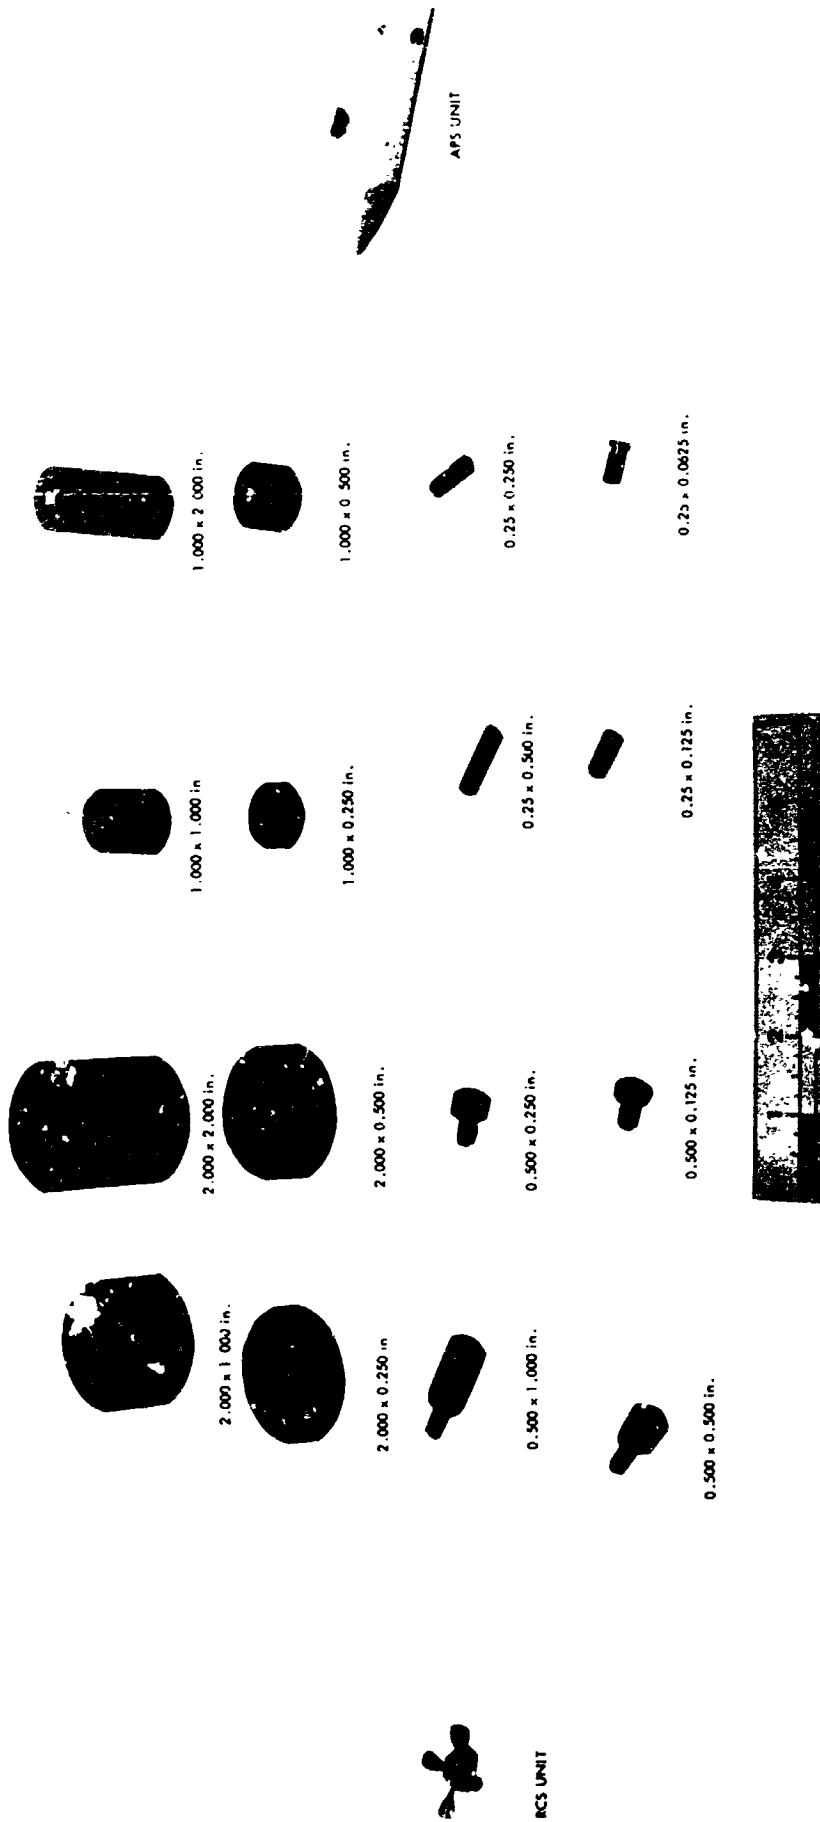 2.000 x 1 000 in.
2.000 x 2.000 in.
1.000 x 1.000 in.
1.000 x 2 000 in.
2.000 x 0.250 in
2.000 x 0.500 in.
1.000 x 0.250 in.
1.000 x 0 500 in.
APS UNIT
RCS UNIT
0.500 x 1.000 in.
0.500 x 0.250 in.
0.25 x 0.500 in.
0.25 x 0.250 in.
0.500 x 0.500 in.
0.500 x 0.125 in.
0.25 x 0.125 in.
0.25 x 0.0625 in.
1 2 3